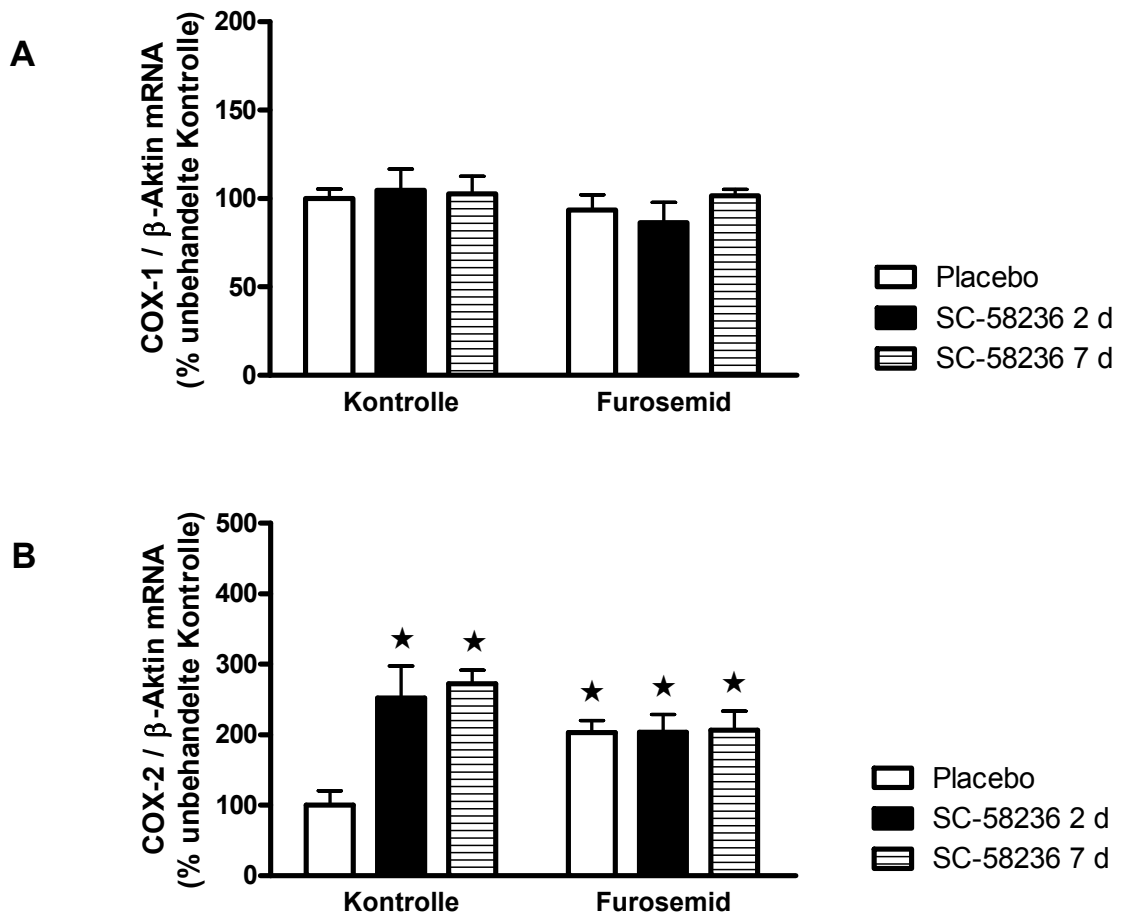 A
COX-1 / β-Aktin mRNA
(% unbehandelte Kontrolle)
200
150
100
50
0
Kontrolle
Furosemid
Placebo
SC-58236 2 d
SC-58236 7 d
B
COX-2 / β-Aktin mRNA
(% unbehandelte Kontrolle)
500
400
300
200
100
0
★
★
★
★
★
Kontrolle
Furosemid
Placebo
SC-58236 2 d
SC-58236 7 d